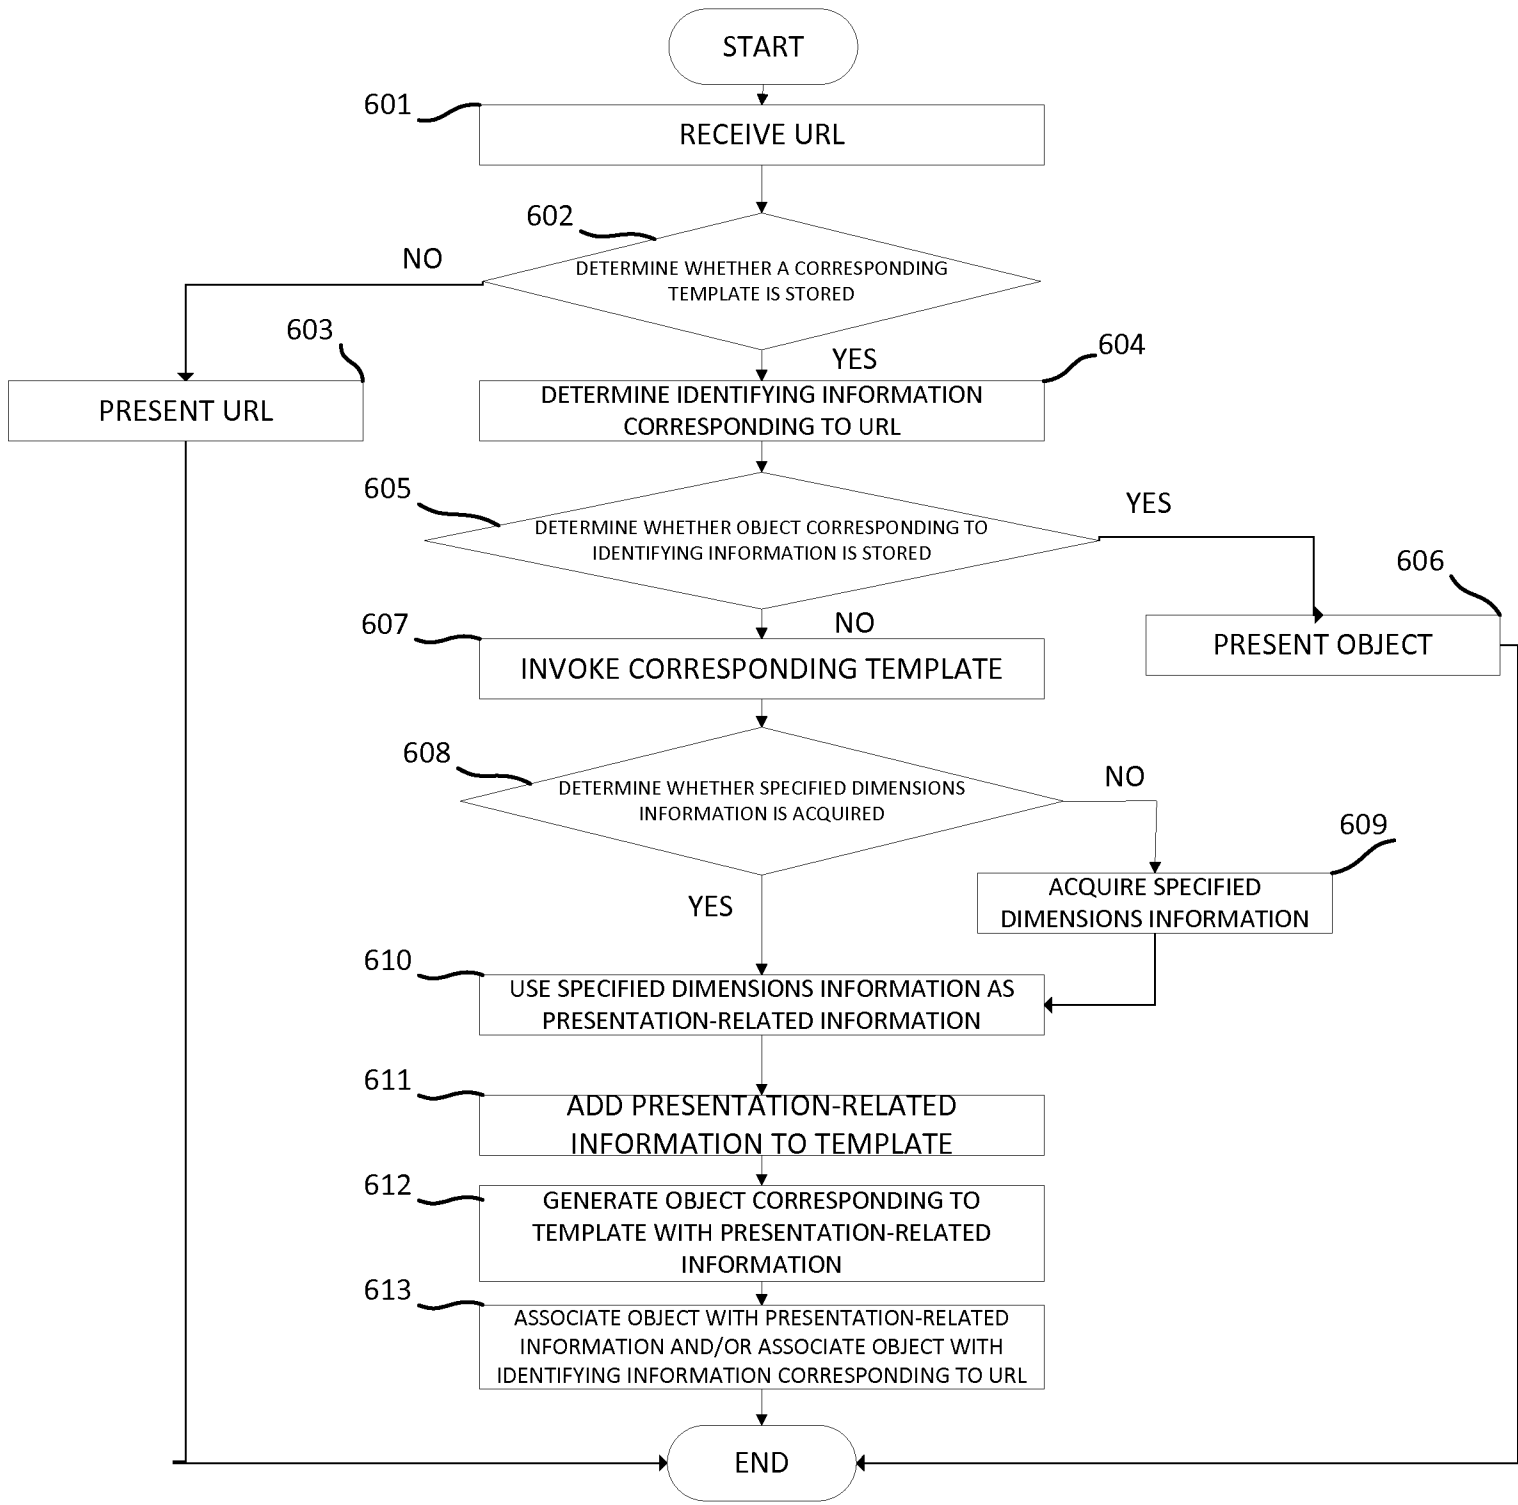 START
601
RECEIVE URL
602
NO
DETERMINE WHETHER A CORRESPONDING
TEMPLATE IS STORED
603
YES
604
PRESENT URL
DETERMINE IDENTIFYING INFORMATION
CORRESPONDING TO URL
605
YES
DETERMINE WHETHER OBJECT CORRESPONDING TO
IDENTIFYING INFORMATION IS STORED
606
607
NO
PRESENT OBJECT
INVOKE CORRESPONDING TEMPLATE
608
NO
DETERMINE WHETHER SPECIFIED DIMENSIONS
INFORMATION IS ACQUIRED
609
ACQUIRE SPECIFIED
DIMENSIONS INFORMATION
YES
610
USE SPECIFIED DIMENSIONS INFORMATION AS
PRESENTATION-RELATED INFORMATION
611
ADD PRESENTATION-RELATED
INFORMATION TO TEMPLATE
612
GENERATE OBJECT CORRESPONDING TO
TEMPLATE WITH PRESENTATION-RELATED
INFORMATION
613
ASSOCIATE OBJECT WITH PRESENTATION-RELATED
INFORMATION AND/OR ASSOCIATE OBJECT WITH
IDENTIFYING INFORMATION CORRESPONDING TO URL
END